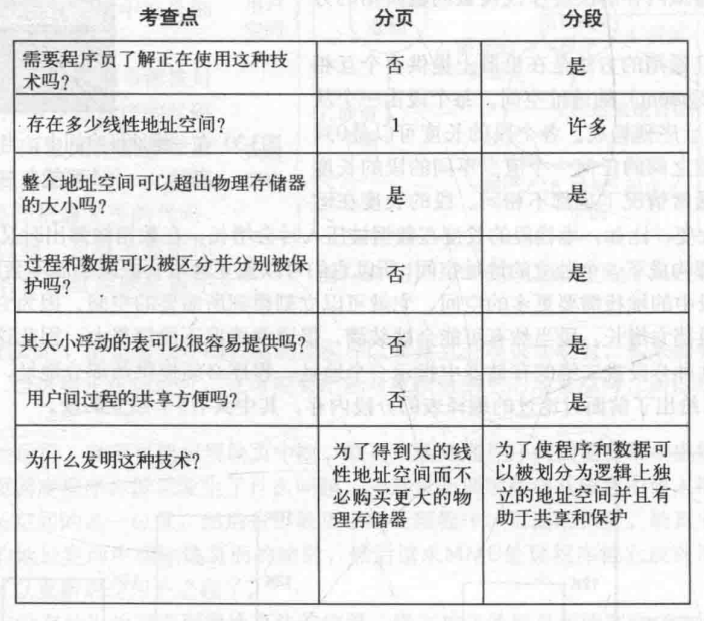 考查点 分页 分段
需要程序员了解正在使用这种技
术吗? 否 是
存在多少线性地址空间? 1 许多
整个地址空间可以超出物理存储器
的大小吗? 是 是
过程和数据可以被区分并分别被保
护吗? 否 是
其大小浮动的表可以很容易提供吗? 否 是
用户间过程的共享方便吗? 否 是
为什么发明这种技术? 为了得到大的线 为了使程序和数据可
性地址空间而不 以被划分为逻辑上独
必购买更大的物 立的地址空间并且有
理存储器 助于共享和保护